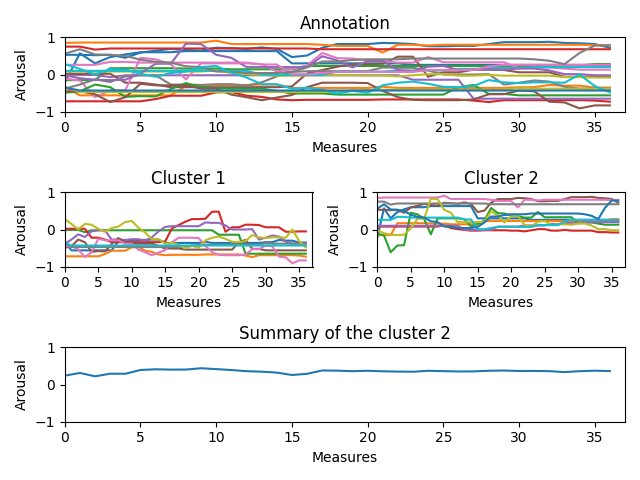 Annotation
1
0
−1
Arousal
0 5 10 15 20 25 30 35
Measures
Cluster 1
Cluster 2
1
0
−1
Arousal
0 5 10 15 20 25 30 35
Measures
1
0
−1
Arousal
0 5 10 15 20 25 30 35
Measures
Summary of the cluster 2
1
0
−1
Arousal
0 5 10 15 20 25 30 35
Measures